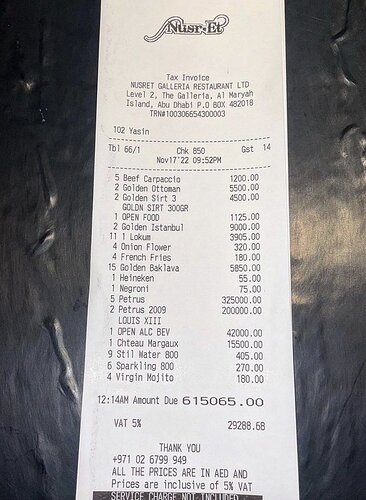 Nusr-Et
Tax Invoice
NUSRET GALLERIA RESTAURANT LTD
Level 2, The Galleria, Al Maryah
Island, Abu Dhabi P.O BOX 482018
TRN#100306654300003
102 Yasin
Tbl 66/1 Chk 850 Gst 14
Nov17'22 09:52PM
5 Beef Carpaccio 1200.00
2 Golden Ottoman 5500.00
2 Golden Sirt 3 4500.00
GOLDN SIRT 300GR
1 OPEN FOOD 1125.00
2 Golden Istanbul 9000.00
11 1 Lokum 3905.00
4 Onion Flower 320.00
4 French Fries 180.00
15 Golden Baklava 5850.00
1 Heineken 55.00
1 Negroni 75.00
5 Petrus 325000.00
2 Petrus 2009 200000.00
LOUIS XIII
1 OPEN ALC BEV 42000.00
1 Chteau Margaux 15500.00
9 Stil Water 800 405.00
6 Sparkling 800 270.00
4 Virgin Mojito 180.00
12:14AM Amount Due 615065.00
VAT 5% 29288.68
THANK YOU
+971 02 6799 949
ALL THE PRICES ARE IN AED AND
Prices are inclusive of 5% VAT
SERVICE CHARGE NOT INCLUDED